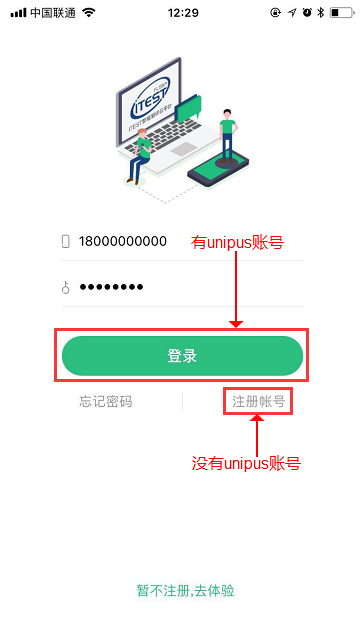 中国联通
12:29
iTEST
iTEST智能测评云平台
18000000000
有unipus账号
●●●●●●●●
登录
忘记密码
注册帐号
没有unipus账号
暂不注册,去体验